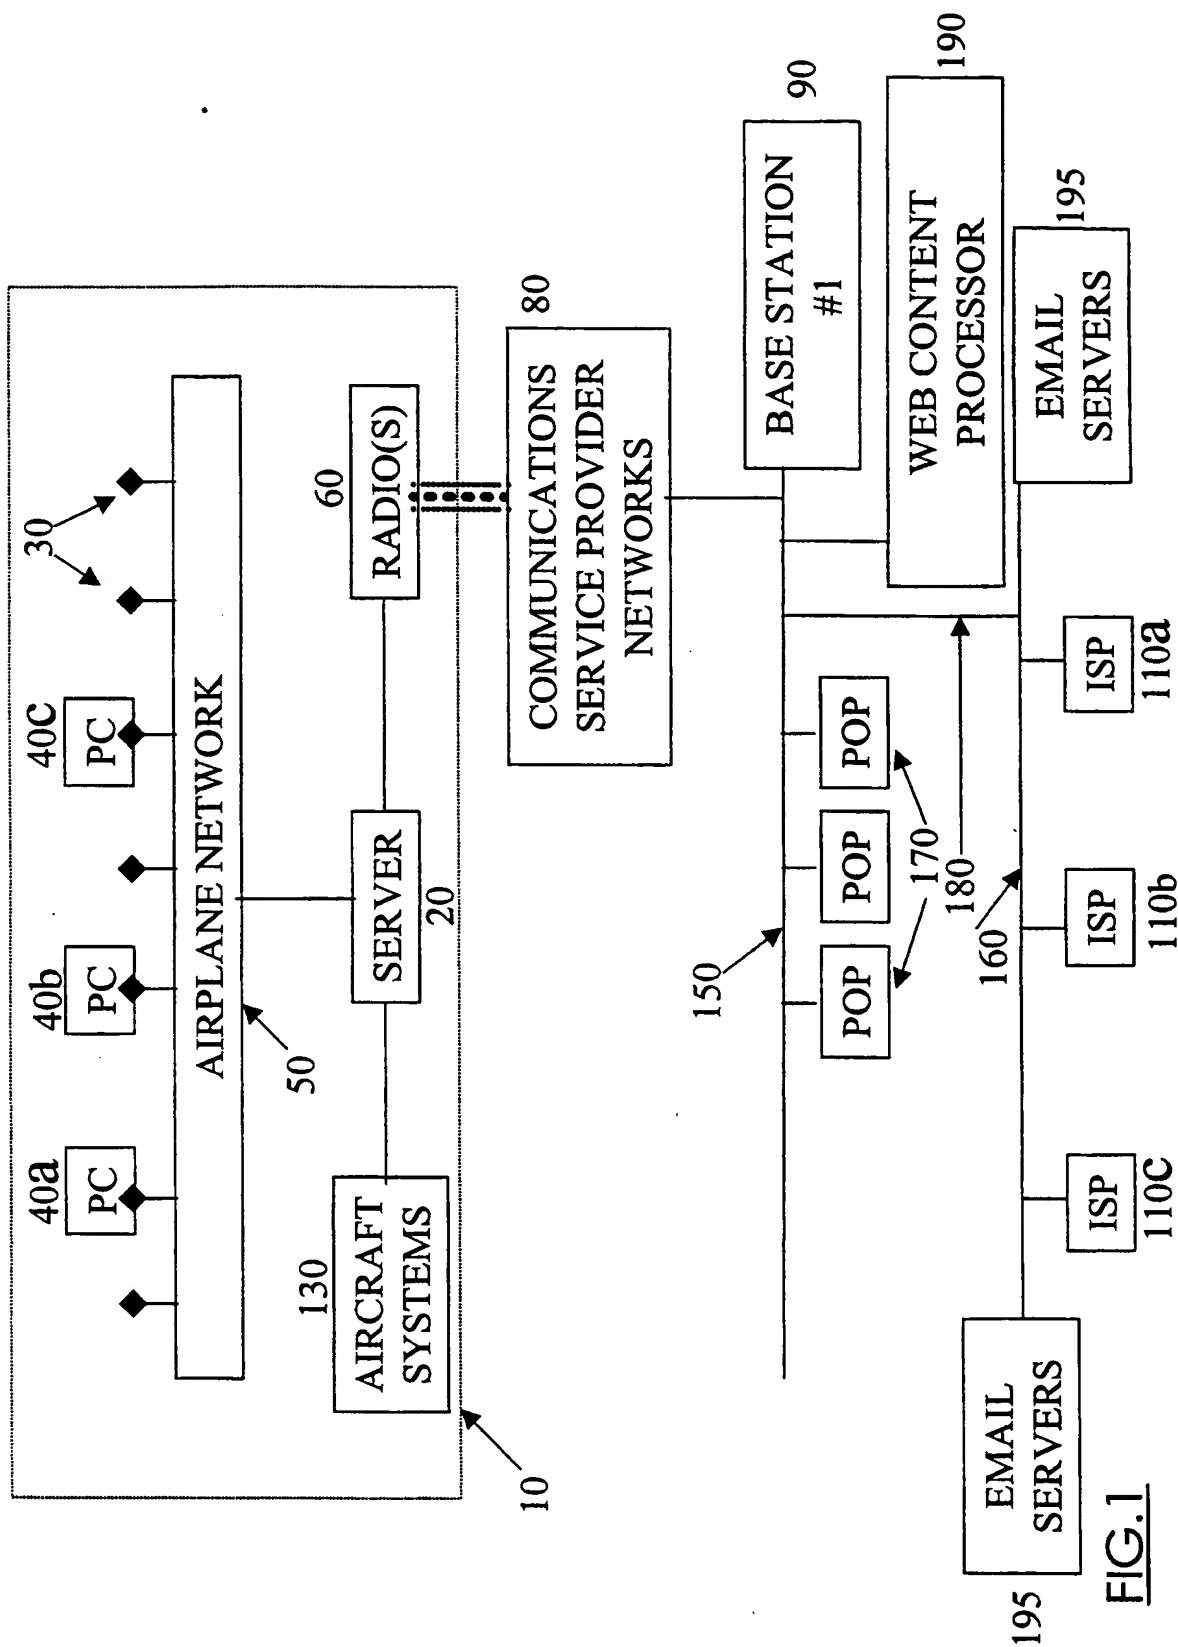 30
40a
40b
40c
PC
PC
PC
AIRPLANE NETWORK
50
130
AIRCRAFT
SYSTEMS
SERVER
20
60
RADIO(S)
10
80
COMMUNICATIONS
SERVICE PROVIDER
NETWORKS
150
BASE STATION
#1
90
POP
POP
POP
170
180
WEB CONTENT
PROCESSOR
190
160
195
EMAIL
SERVERS
EMAIL
SERVERS
195
ISP
ISP
ISP
110c
110b
110a
FIG.1